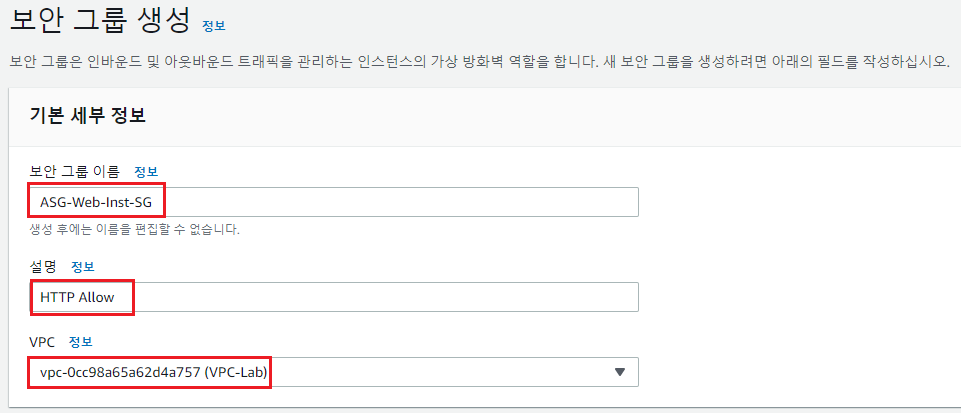 보안 그룹 생성 정보
보안 그룹은 인바운드 및 아웃바운드 트래픽을 관리하는 인스턴스의 가상 방화벽 역할을 합니다. 새 보안 그룹을 생성하려면 아래의 필드를 작성하십시오.
기본 세부 정보
보안 그룹 이름 정보
ASG-Web-Inst-SG
생성 후에는 이름을 편집할 수 없습니다.
설명 정보
HTTP Allow
VPC 정보
vpc-0cc98a65a62d4a757 (VPC-Lab)